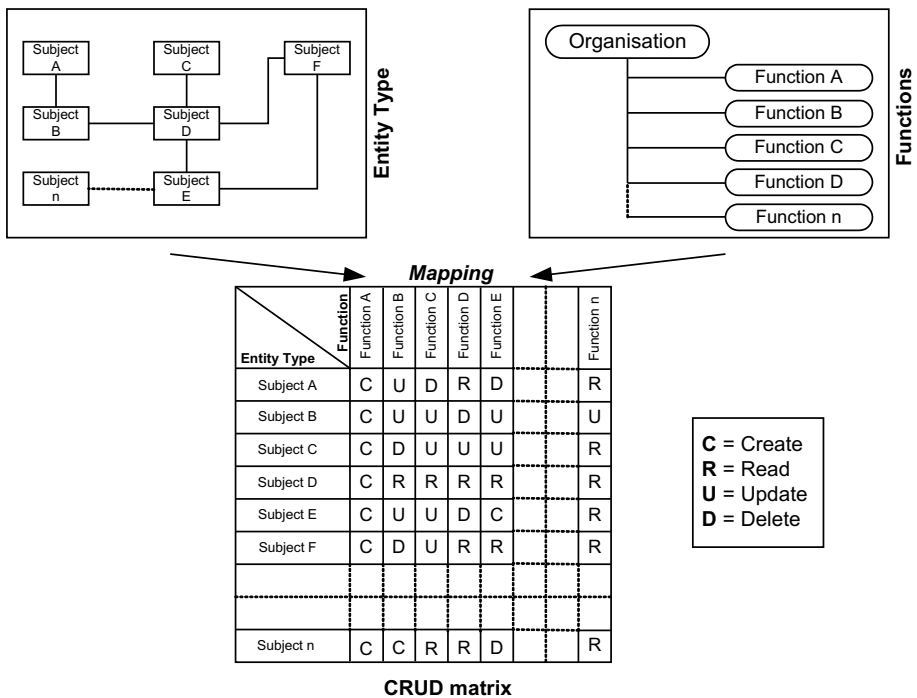 Subject
A
Subject
C
Subject
F
Subject
B
Subject
D
Subject
n
Subject
E
Entity Type
Organisation
Function A
Function B
Function C
Function D
Function n
Functions
Mapping
Entity Type
Function
Function A
Function B
Function C
Function D
Function E
Function n
Subject A C U D R D R
Subject B C U U D U U
Subject C C D U U U R
Subject D C R R R R R
Subject E C U U D C R
Subject F C D U R R R
Subject n C C R R D R
C = Create
R = Read
U = Update
D = Delete
CRUD matrix